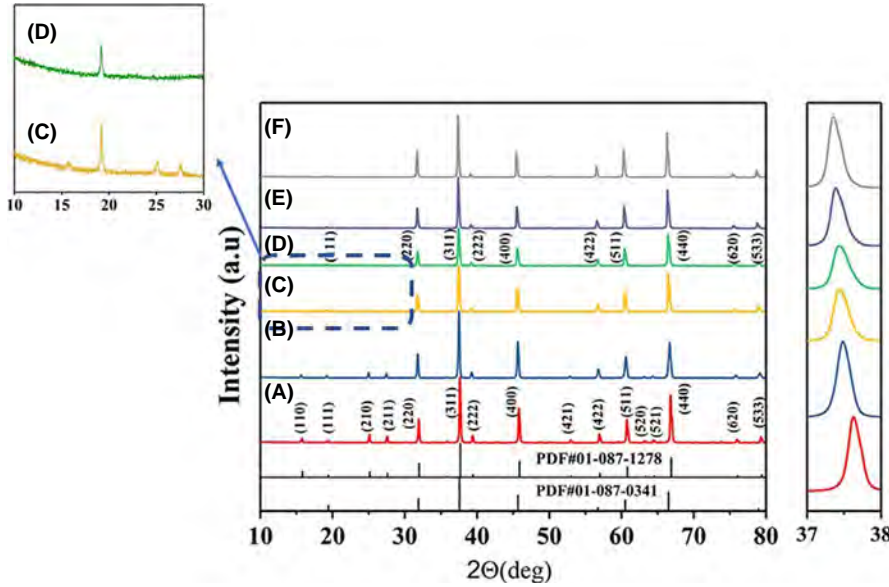 (D)
(C)
10 15 20 25 30
Intensity (a.u)
(F)
(E)
(D)
(111) (220) (311) (222) (400) (422) (511) (440) (620) (533)
(C)
(B)
(A)
(110) (111) (210) (211) (220) (311) (222) (400) (421) (422) (511) (520) (521) (440) (620) (533)
PDF#01-087-1278
PDF#01-087-0341
10 20 30 40 50 60 70 80
2Θ(deg)
37 38